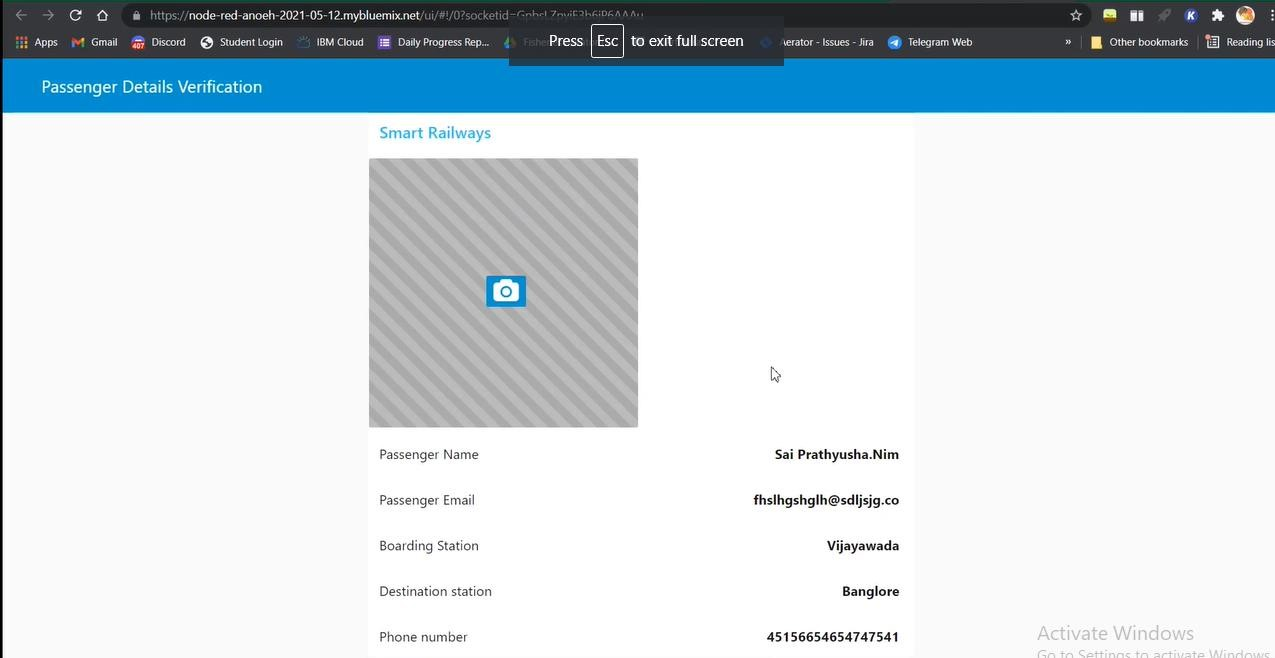 https://node-red-anoeh-2021-05-12.mybluemix.net/ui/#!/0?socketid=
Apps Gmail 407 Discord Student Login IBM Cloud Daily Progress Rep... Press Esc to exit full screen Aerator - Issues - Jira Telegram Web » Other bookmarks Reading lis
Passenger Details Verification
Smart Railways
Passenger Name Sai Prathyusha.Nim
Passenger Email fhslhgshglh@sdljsjg.co
Boarding Station Vijayawada
Destination station Banglore
Phone number 45156654654747541
Activate Windows
Go to Settings to activate Windows.